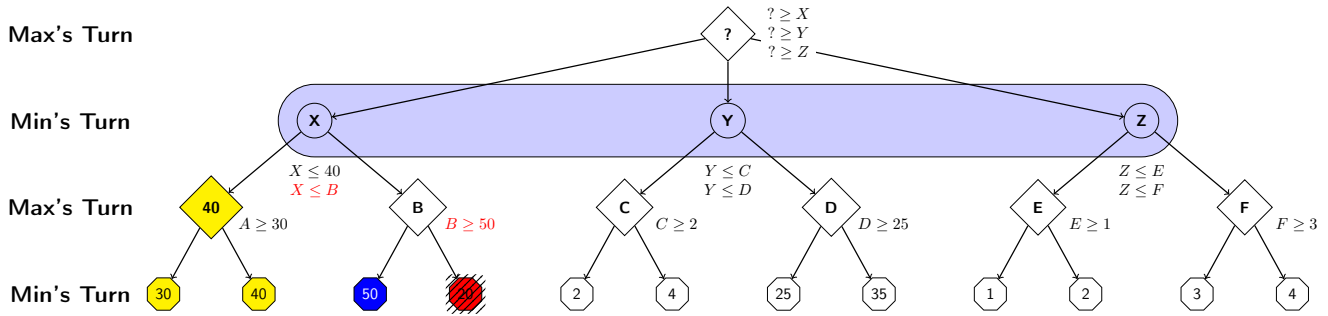 Max's Turn
?
? ≥ X
? ≥ Y
? ≥ Z
Min's Turn
X
Y
Z
X ≤ 40
X ≤ B
Y ≤ C
Y ≤ D
Z ≤ E
Z ≤ F
Max's Turn
40
A ≥ 30
B
B ≥ 50
C
C ≥ 2
D
D ≥ 25
E
E ≥ 1
F
F ≥ 3
Min's Turn
30
40
50
20
2
4
25
35
1
2
3
4